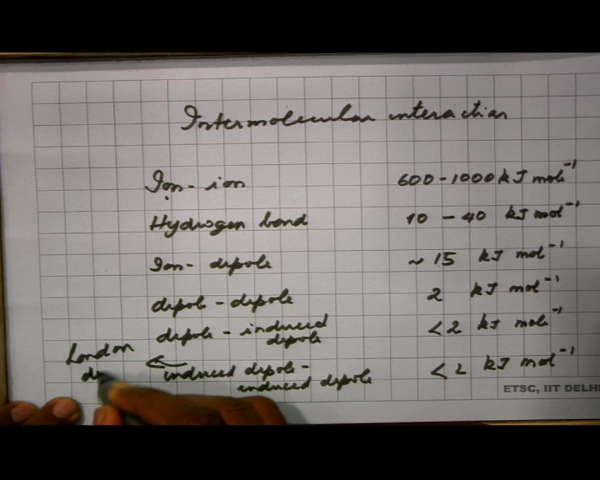 Intermolecular interaction
Ion-ion 600-1000 kJ mol⁻¹
Hydrogen bond 10 - 40 kJ mol⁻¹
Ion-dipole ~ 15 kJ mol⁻¹
dipole-dipole 2 kJ mol⁻¹
dipole-induced dipole <2 kJ mol⁻¹
London di
← induced dipole- induced dipole <2 kJ mol⁻¹
ETSC, IIT DELHI